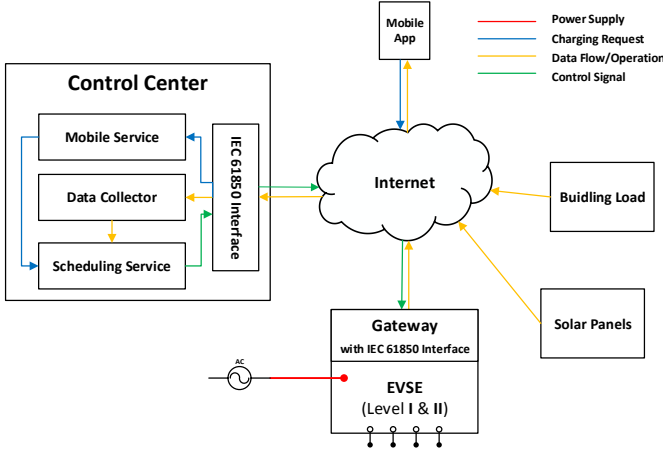 Mobile
App
Power Supply
Charging Request
Data Flow/Operation
Control Signal
Control Center
Mobile Service
Data Collector
Scheduling Service
IEC 61850 Interface
Internet
Buidling Load
Solar Panels
Gateway
with IEC 61850 Interface
AC
EVSE
(Level I & II)